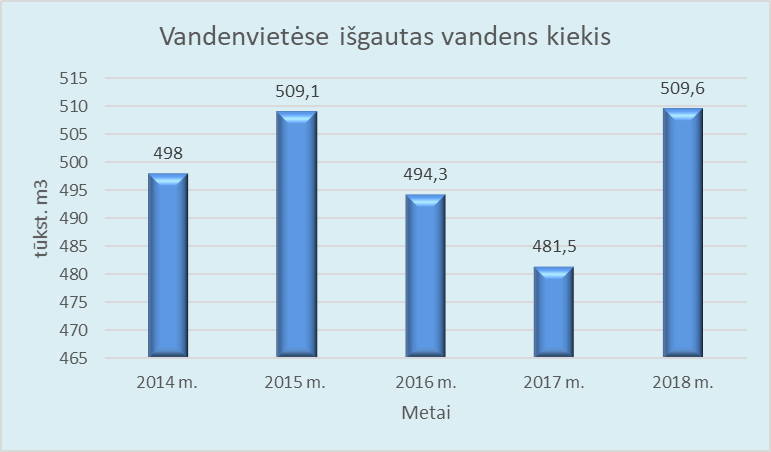 Vandenvietėse išgautas vandens kiekis
tūkst. m3
515
510
505
500
495
490
485
480
475
470
465
498
509,1
494,3
481,5
509,6
2014 m.
2015 m.
2016 m.
2017 m.
2018 m.
Metai